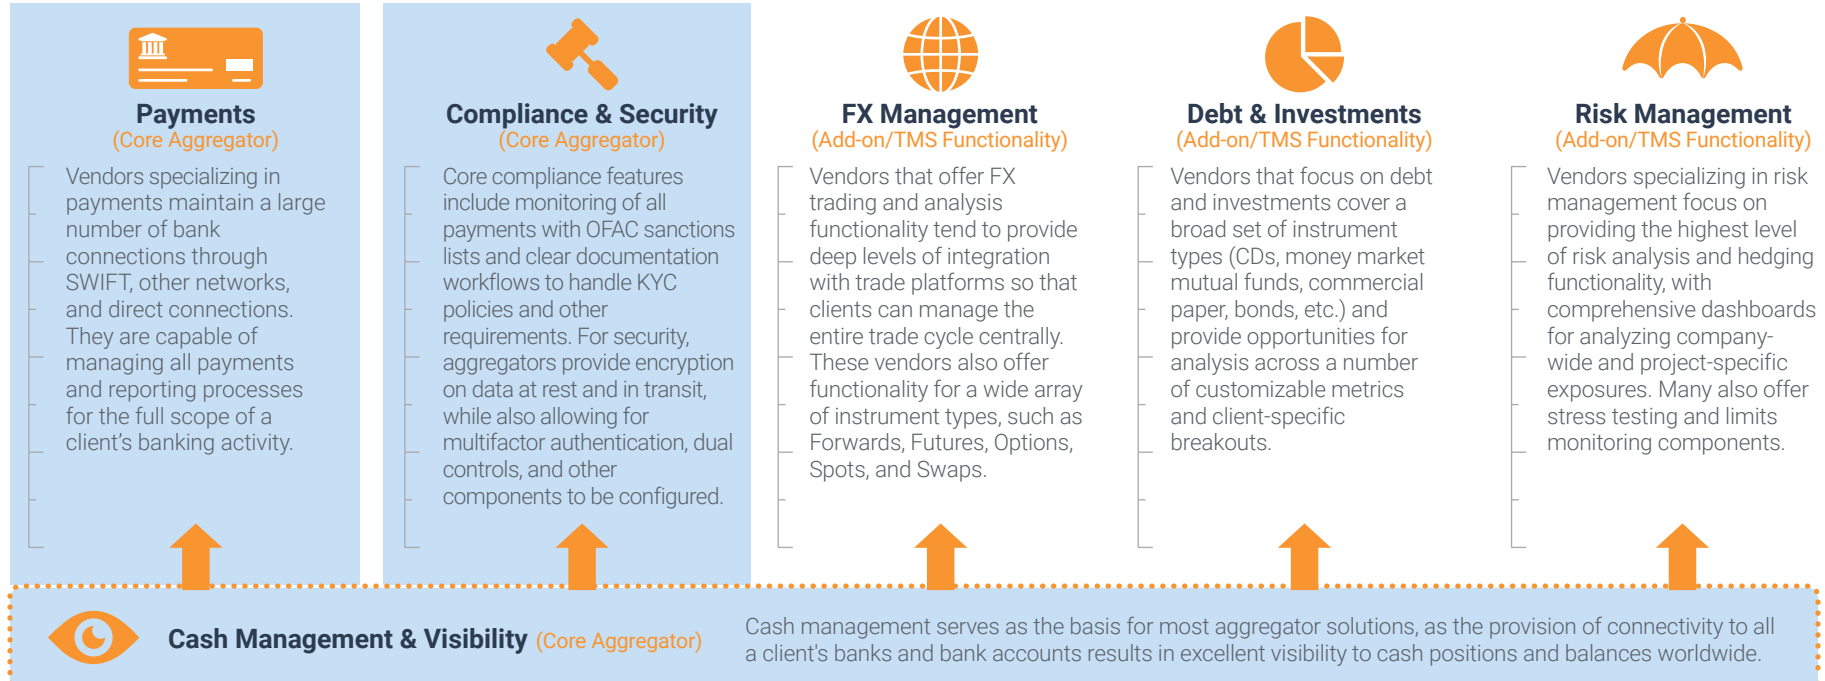 Payments
(Core Aggregator)
Vendors specializing in
payments maintain a large
number of bank
connections through
SWIFT, other networks,
and direct connections.
They are capable of
managing all payments
and reporting processes
for the full scope of a
client's banking activity.
Compliance & Security
(Core Aggregator)
Core compliance features
include monitoring of all
payments with OFAC sanctions
lists and clear documentation
workflows to handle KYC
policies and other
requirements. For security,
aggregators provide encryption
on data at rest and in transit,
while also allowing for
multifactor authentication, dual
controls, and other
components to be configured.
FX Management
(Add-on/TMS Functionality)
Vendors that offer FX
trading and analysis
functionality tend to provide
deep levels of integration
with trade platforms so that
clients can manage the
entire trade cycle centrally.
These vendors also offer
functionality for a wide array
of instrument types, such as
Forwards, Futures, Options,
Spots, and Swaps.
Debt & Investments
(Add-on/TMS Functionality)
Vendors that focus on debt
and investments cover a
broad set of instrument
types (CDs, money market
mutual funds, commercial
paper, bonds, etc.) and
provide opportunities for
analysis across a number
of customizable metrics
and client-specific
breakouts.
Risk Management
(Add-on/TMS Functionality)
Vendors specializing in risk
management focus on
providing the highest level
of risk analysis and hedging
functionality, with
comprehensive dashboards
for analyzing company-
wide and project-specific
exposures. Many also offer
stress testing and limits
monitoring components.
Cash Management & Visibility (Core Aggregator)
Cash management serves as the basis for most aggregator solutions, as the provision of connectivity to all
a client's banks and bank accounts results in excellent visibility to cash positions and balances worldwide.